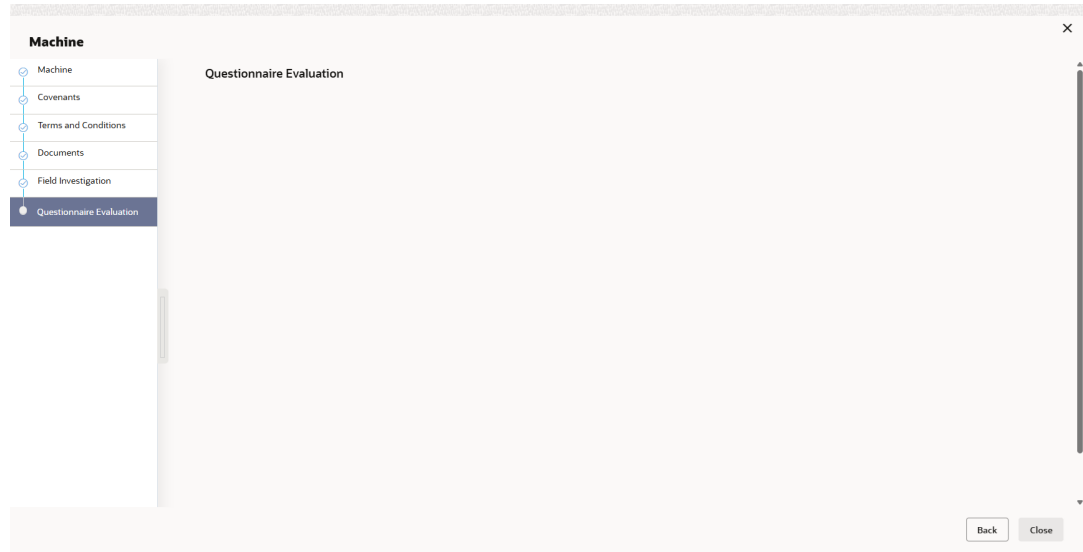 Machine
Machine
Covenants
Terms and Conditions
Documents
Field Investigation
Questionnaire Evaluation
Questionnaire Evaluation
Back
Close